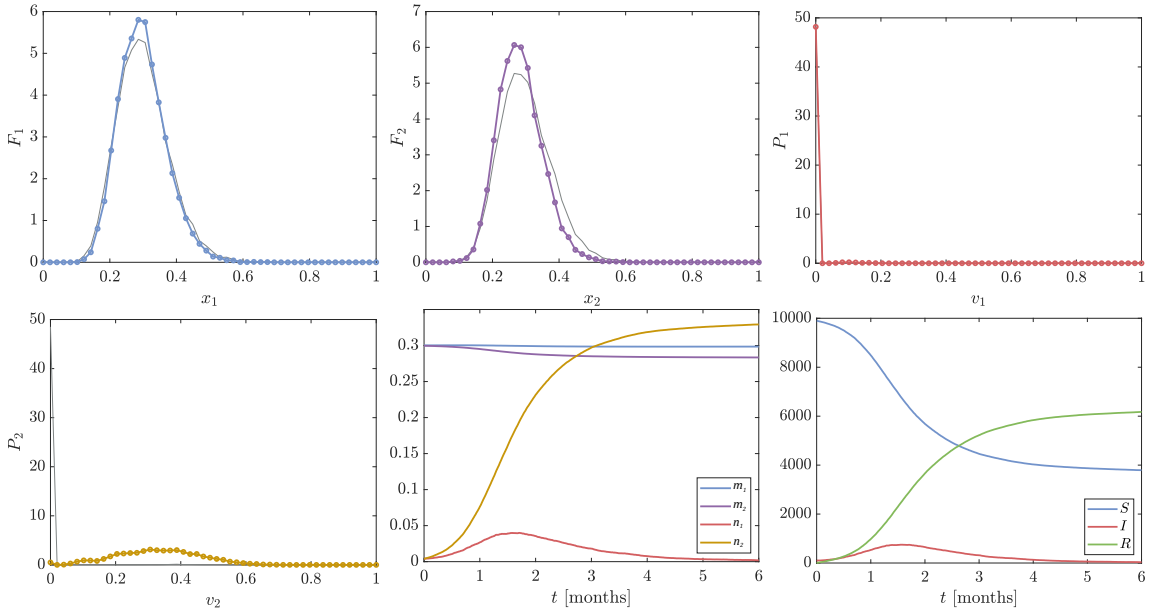 6
5
4
3
2
1
0
F₁
0 0.2 0.4 0.6 0.8 1
x₁
7
6
5
4
3
2
1
0
F₂
0 0.2 0.4 0.6 0.8 1
x₂
50
40
30
20
10
0
P₁
0 0.2 0.4 0.6 0.8 1
v₁
50
40
30
20
10
0
P₂
0 0.2 0.4 0.6 0.8 1
v₂
0.3
0.25
0.2
0.15
0.1
0.05
0
m₁
m₂
n₁
n₂
0 1 2 3 4 5 6
t [months]
10000
8000
6000
4000
2000
0
S
I
R
0 1 2 3 4 5 6
t [months]